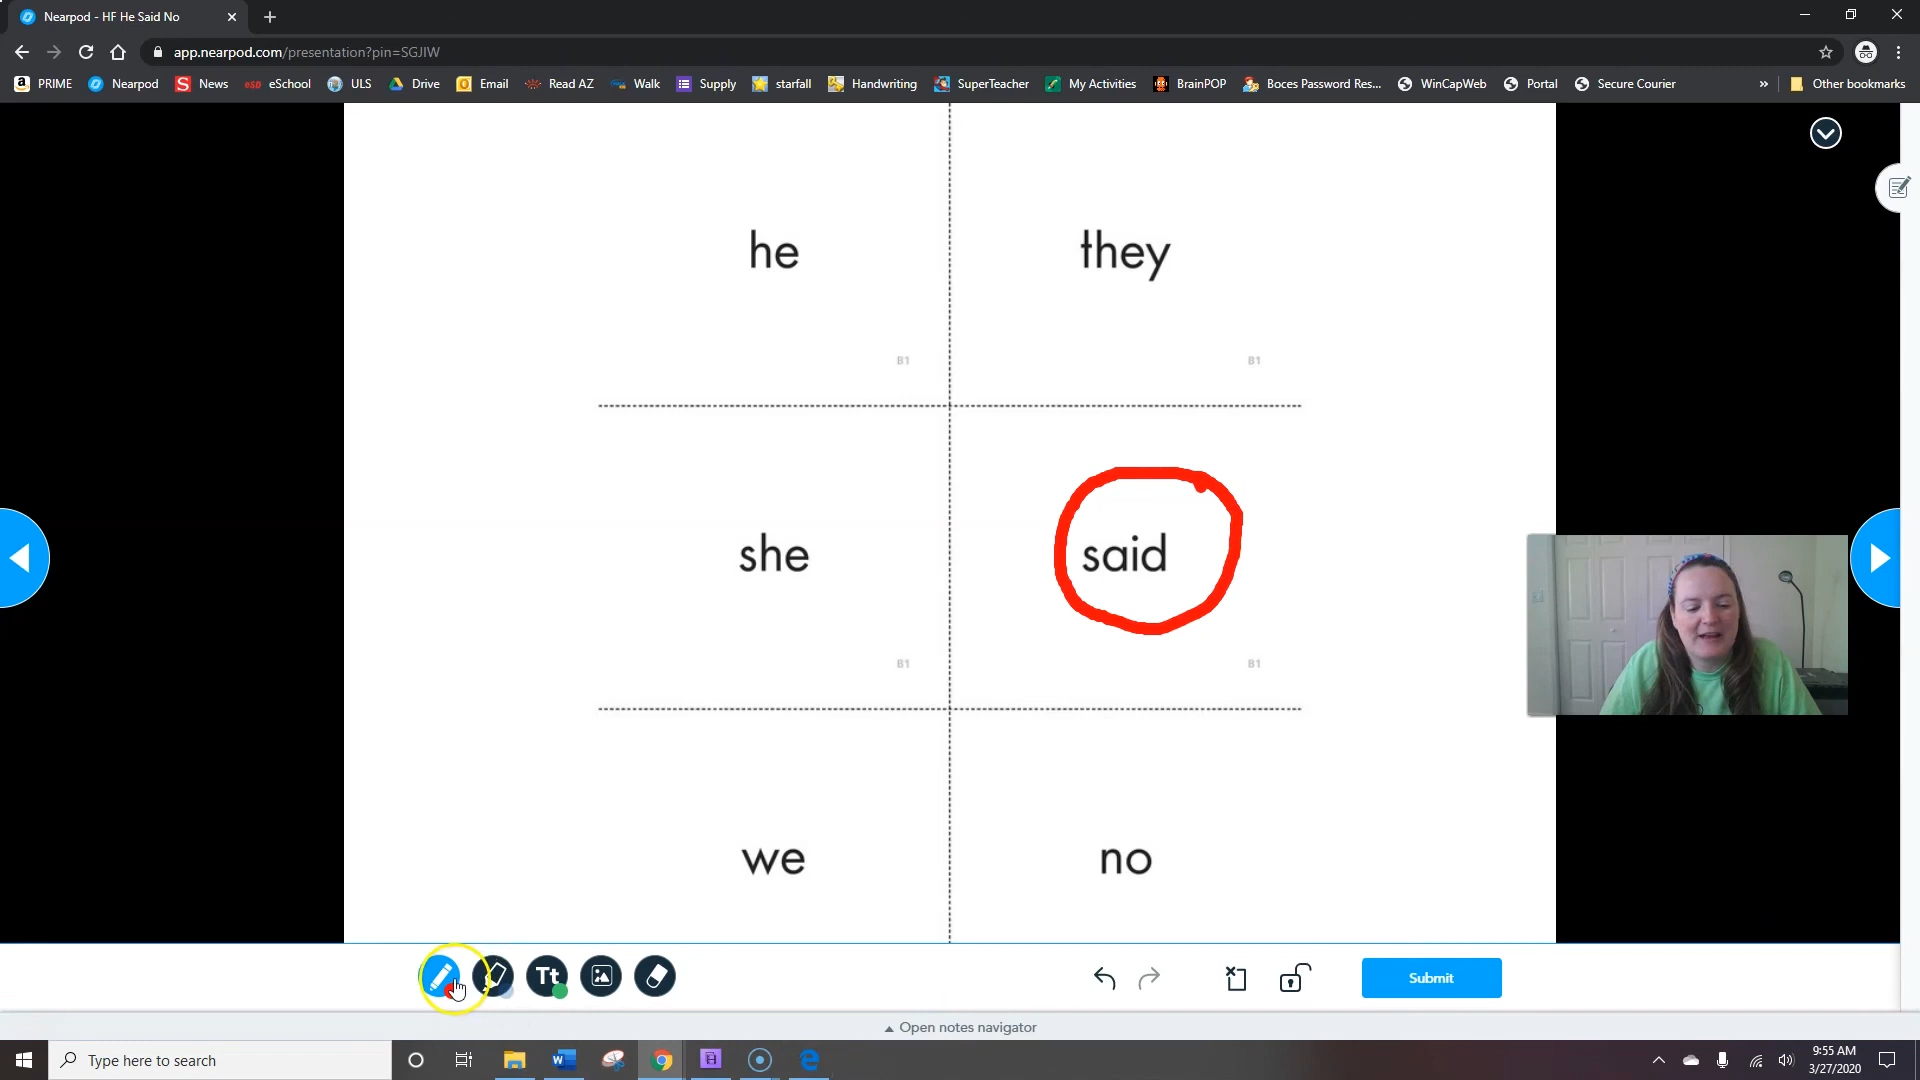 Nearpod - HF He Said No
app.nearpod.com/presentation?pin=SGJIW
PRIME Nearpod S News eso eSchool ULS Drive Email Read AZ Walk Supply starfall Handwriting SuperTeacher My Activities BrainPOP Boces Password Res... WinCapWeb Portal Secure Courier » Other bookmarks
he they
B1 B1
she said
B1 B1
we no
Tt Submit
Open notes navigator
Type here to search
9:55 AM
3/27/2020